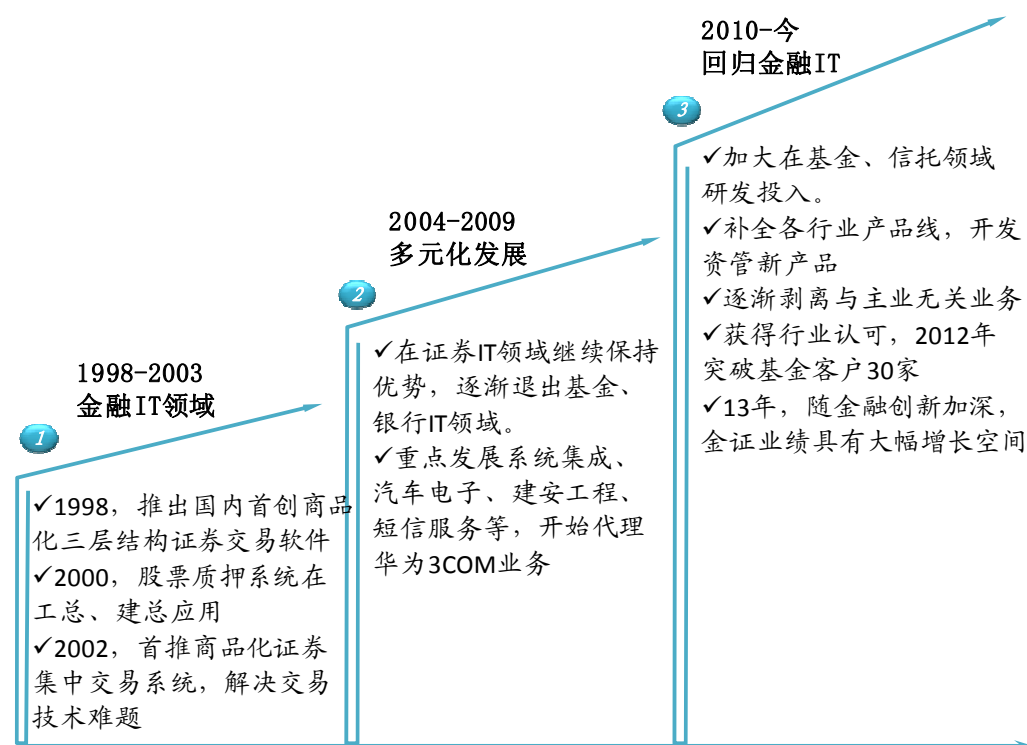 1998-2003
金融IT领域
1
✓1998，推出国内首创商品
化三层结构证券交易软件
✓2000，股票质押系统在
工总、建总应用
✓2002，首推商品化证券
集中交易系统，解决交易
技术难题
2004-2009
多元化发展
2
✓在证券IT领域继续保持
优势，逐渐退出基金、
银行IT领域。
✓重点发展系统集成、
汽车电子、建安工程、
短信服务等，开始代理
华为3COM业务
2010-今
回归金融IT
3
✓加大在基金、信托领域
研发投入。
✓补全各行业产品线，开发
资管新产品
✓逐渐剥离与主业无关业务
✓获得行业认可，2012年
突破基金客户30家
✓13年，随金融创新加深，
金证业绩具有大幅增长空间